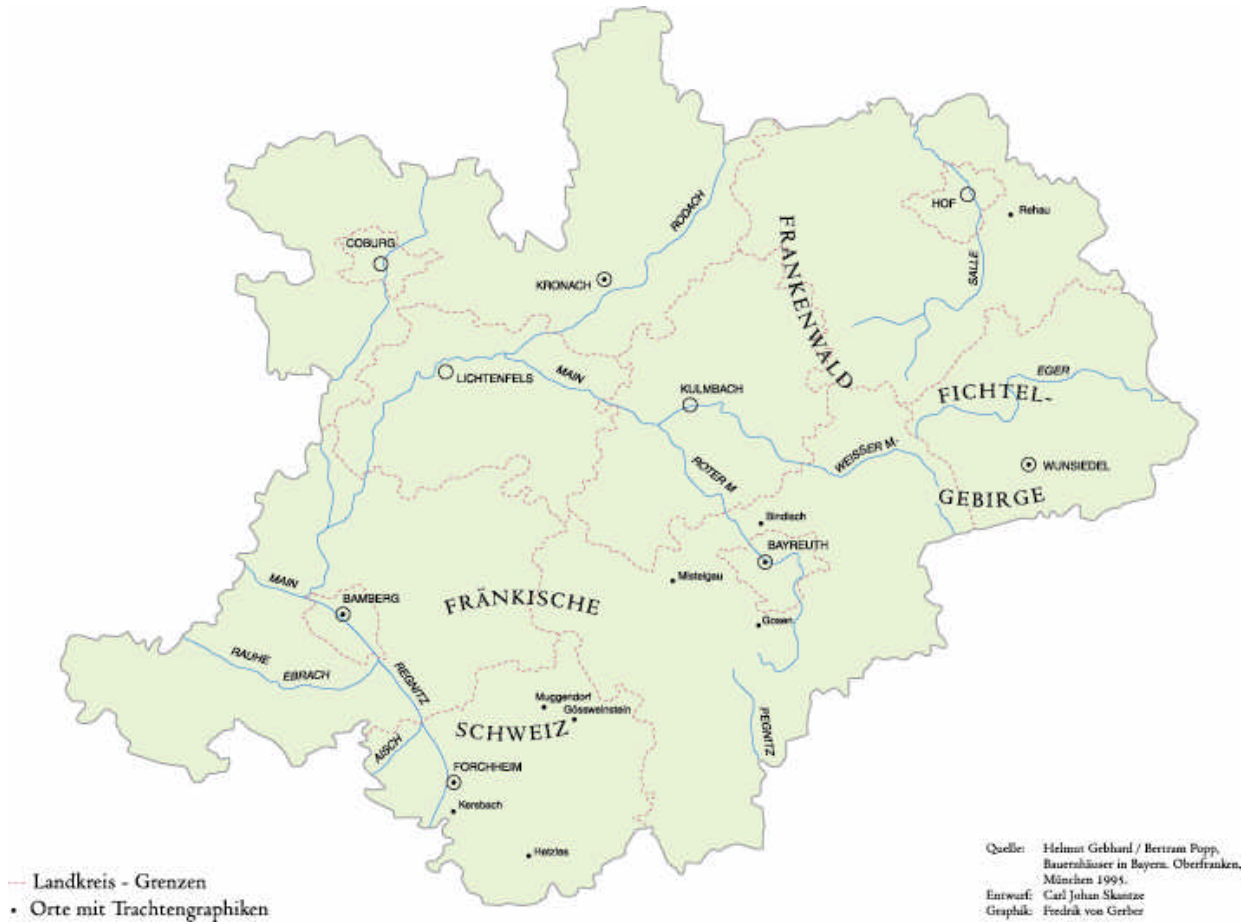 RODACH
HOF
Rehau
FRANKENWALD
COBURG
SALLE
KRONACH
MAIN
EGER
LICHTENFELS
KULMBACH
FICHTEL-
WEISSER M.
ROTER M
WUNSIEDEL
GEBIRGE
Bindlach
BAYREUTH
MAIN
Mistelgau
BAMBERG
FRÄNKISCHE
Gosen
RAUHE
EBRACH
REGNITZ
Muggendorf
Gössweinstein
SCHWEIZ
PEGNITZ
AISCH
FORCHHEIM
Kersbach
Hetzles
Landkreis - Grenzen
Orte mit Trachtengraphiken
Quelle: Helmut Gebhard / Bertram Popp,
Bauernhäuser in Bayern. Oberfranken,
München 1995.
Entwurf: Carl Johan Skantze
Graphik: Fredrik von Gerber